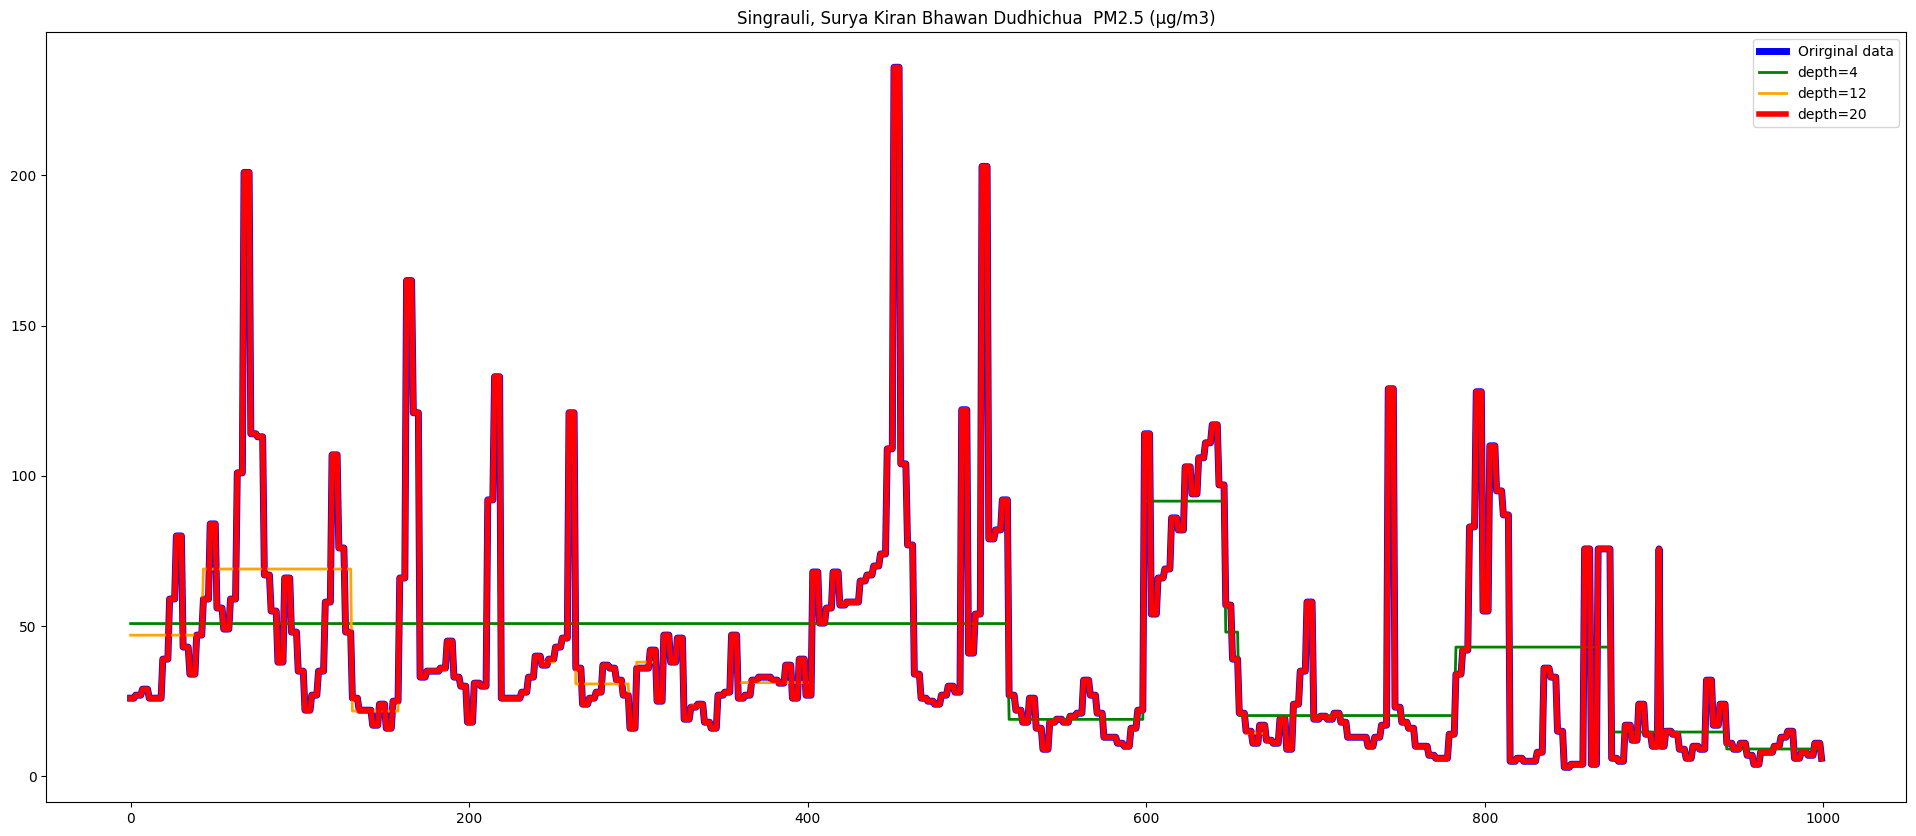 Singrauli, Surya Kiran Bhawan Dudhichua  PM2.5 (μg/m3)
Orirginal data
depth=4
depth=12
depth=20
200
150
100
50
0
0 200 400 600 800 1000